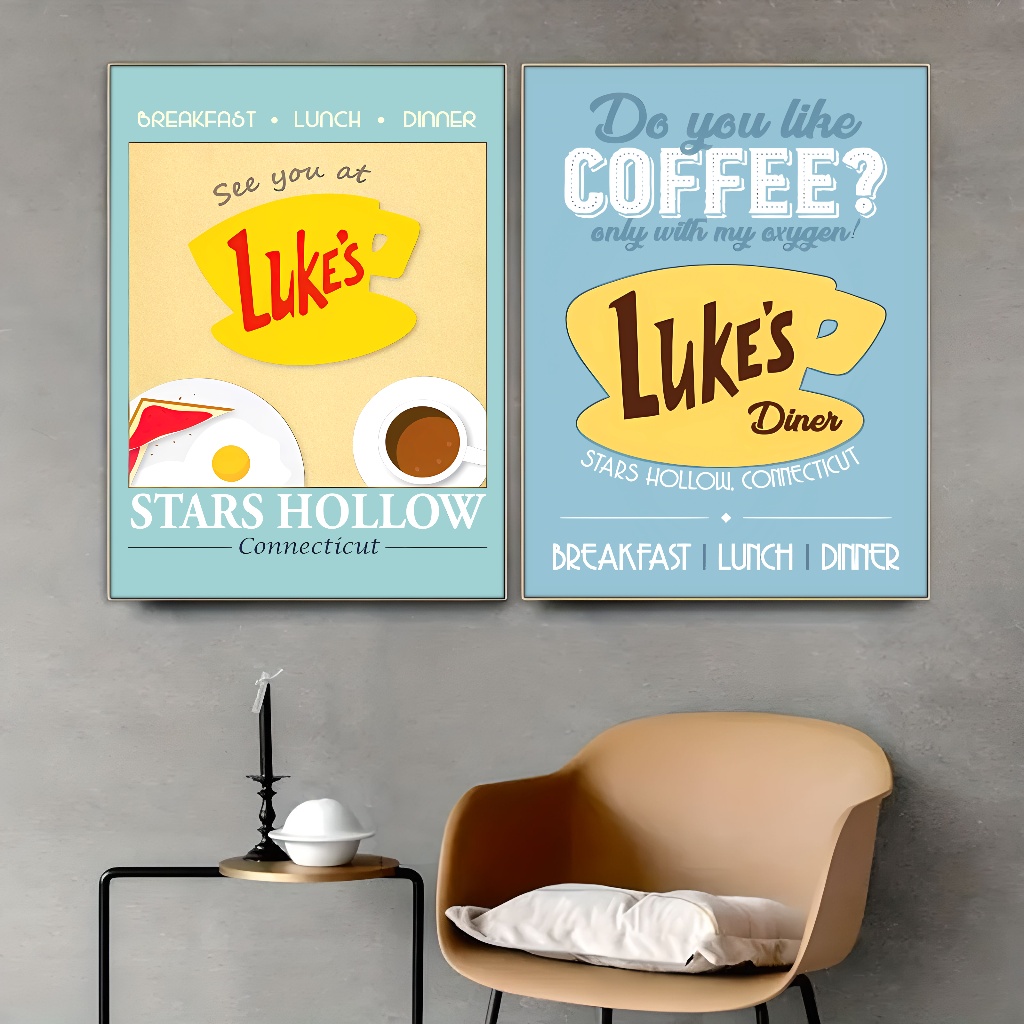 BREAKFAST • LUNCH • DINNER
See you at
LUKE'S
STARS HOLLOW
Connecticut
Do you like
COFFEE?
only with my oxygen!
LUKE'S
Diner
STARS HOLLOW, CONNECTICUT
BREAKFAST | LUNCH | DINNER